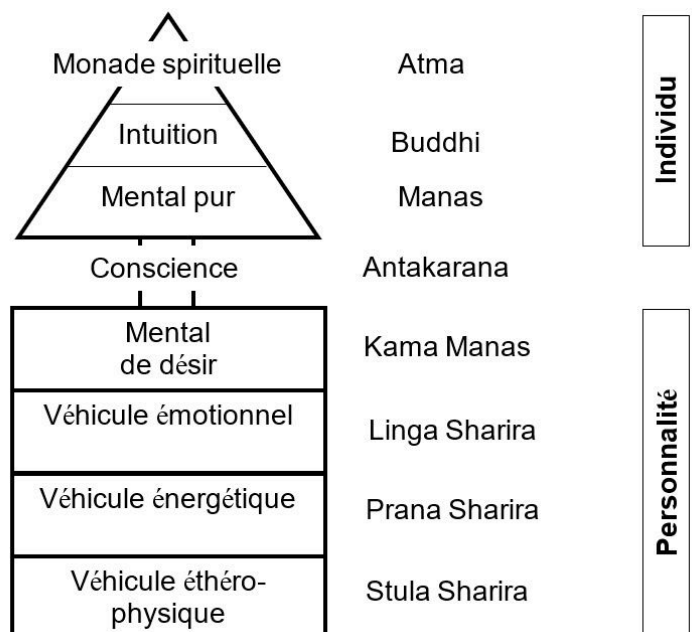 Monade spirituelle Atma
Intuition Buddhi
Mental pur Manas
Individu
Conscience Antakarana
Mental
de désir
Kama Manas
Véhicule émotionnel Linga Sharira
Véhicule énergétique Prana Sharira
Véhicule éthéro-
physique
Stula Sharira
Personnalité